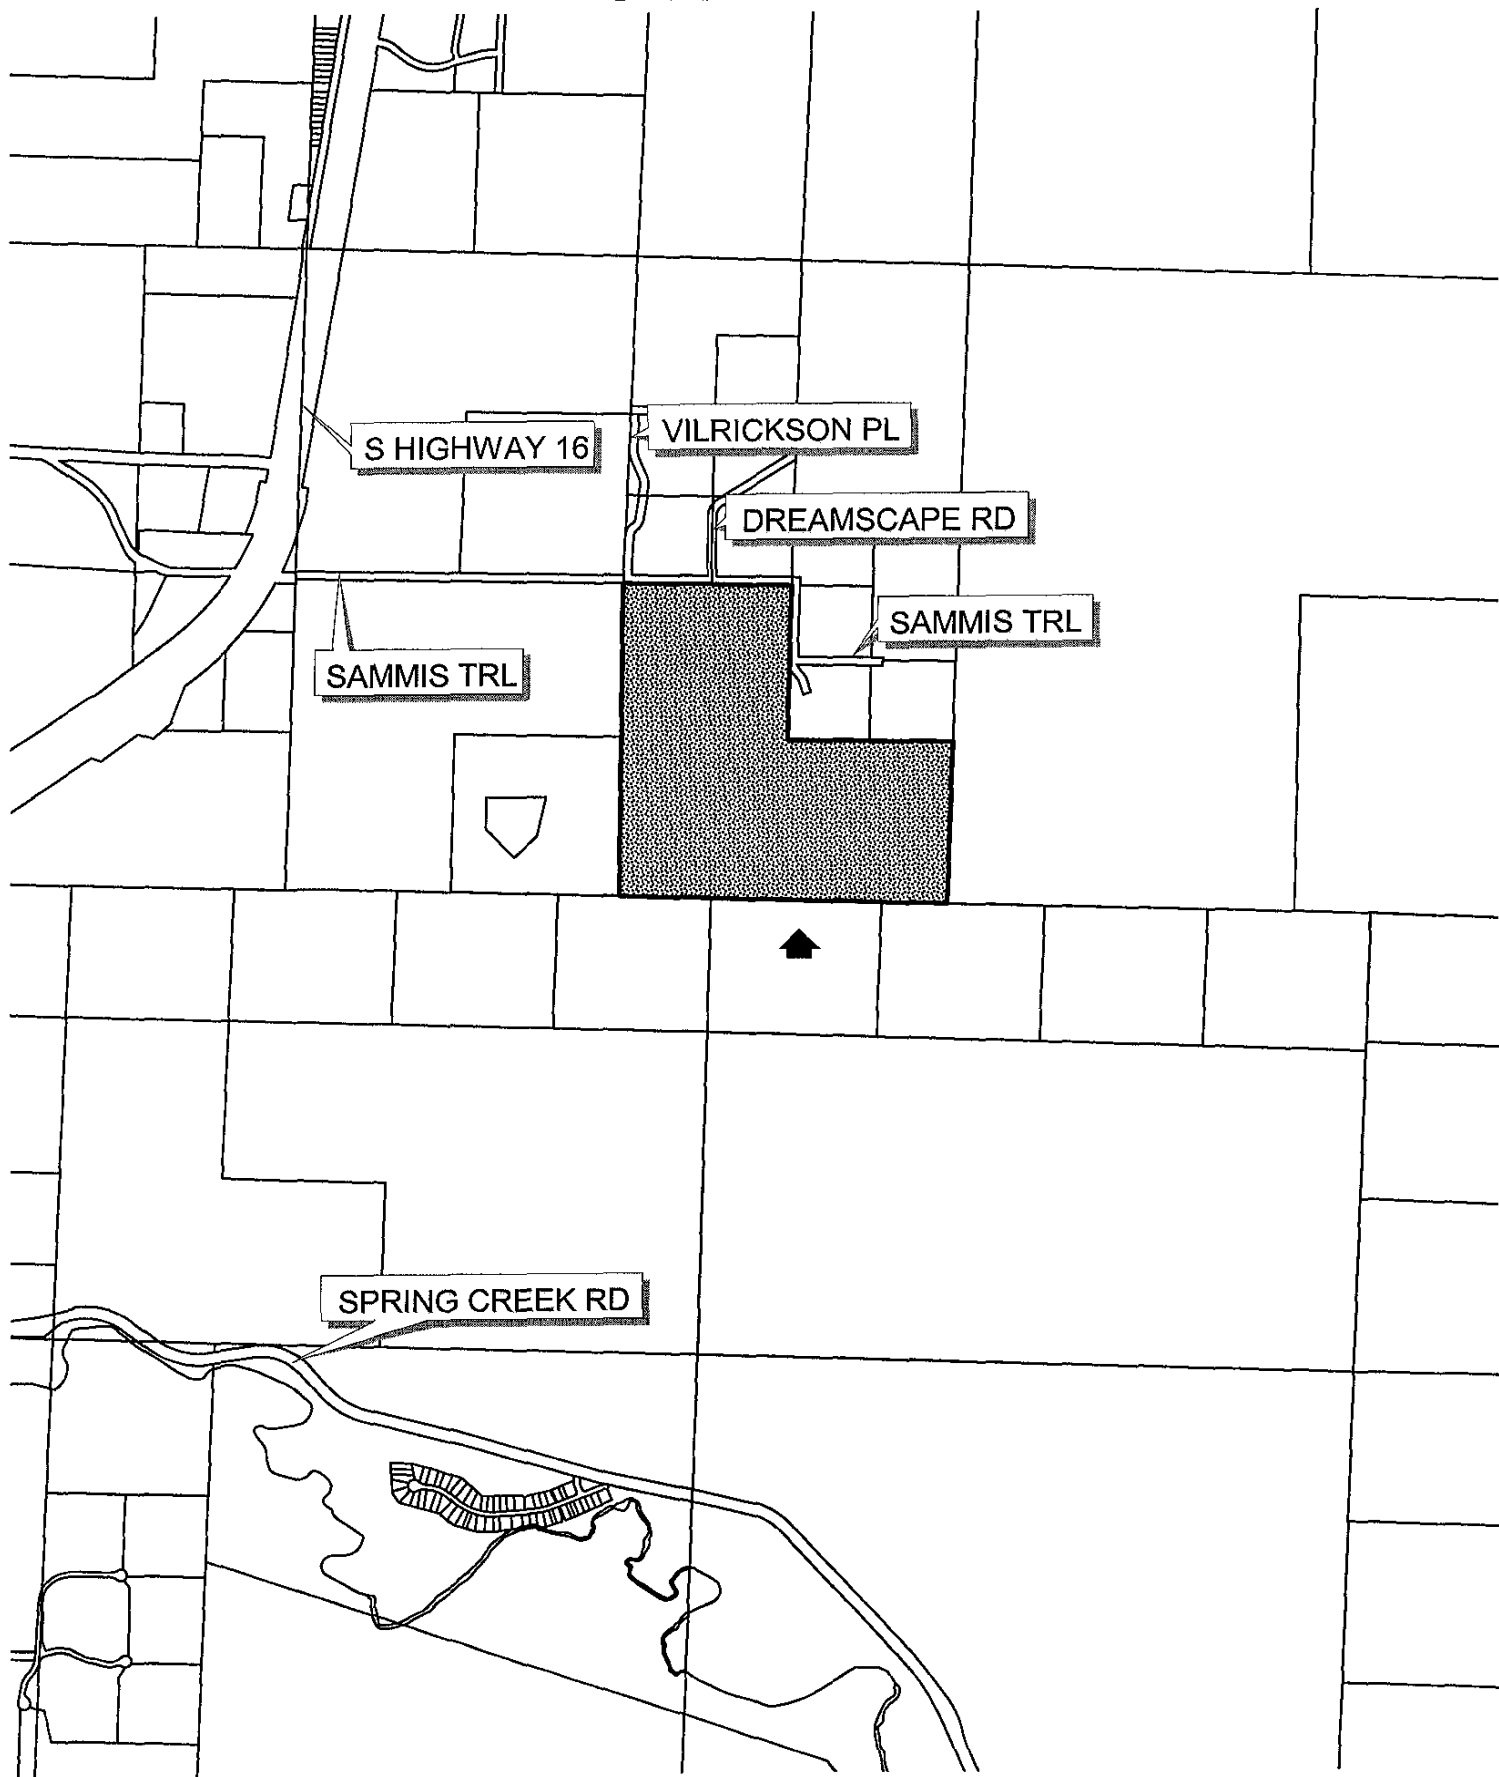 VILRICKSON PL
S HIGHWAY 16
DREAMSCAPE RD
SAMMIS TRL
SAMMIS TRL
SPRING CREEK RD